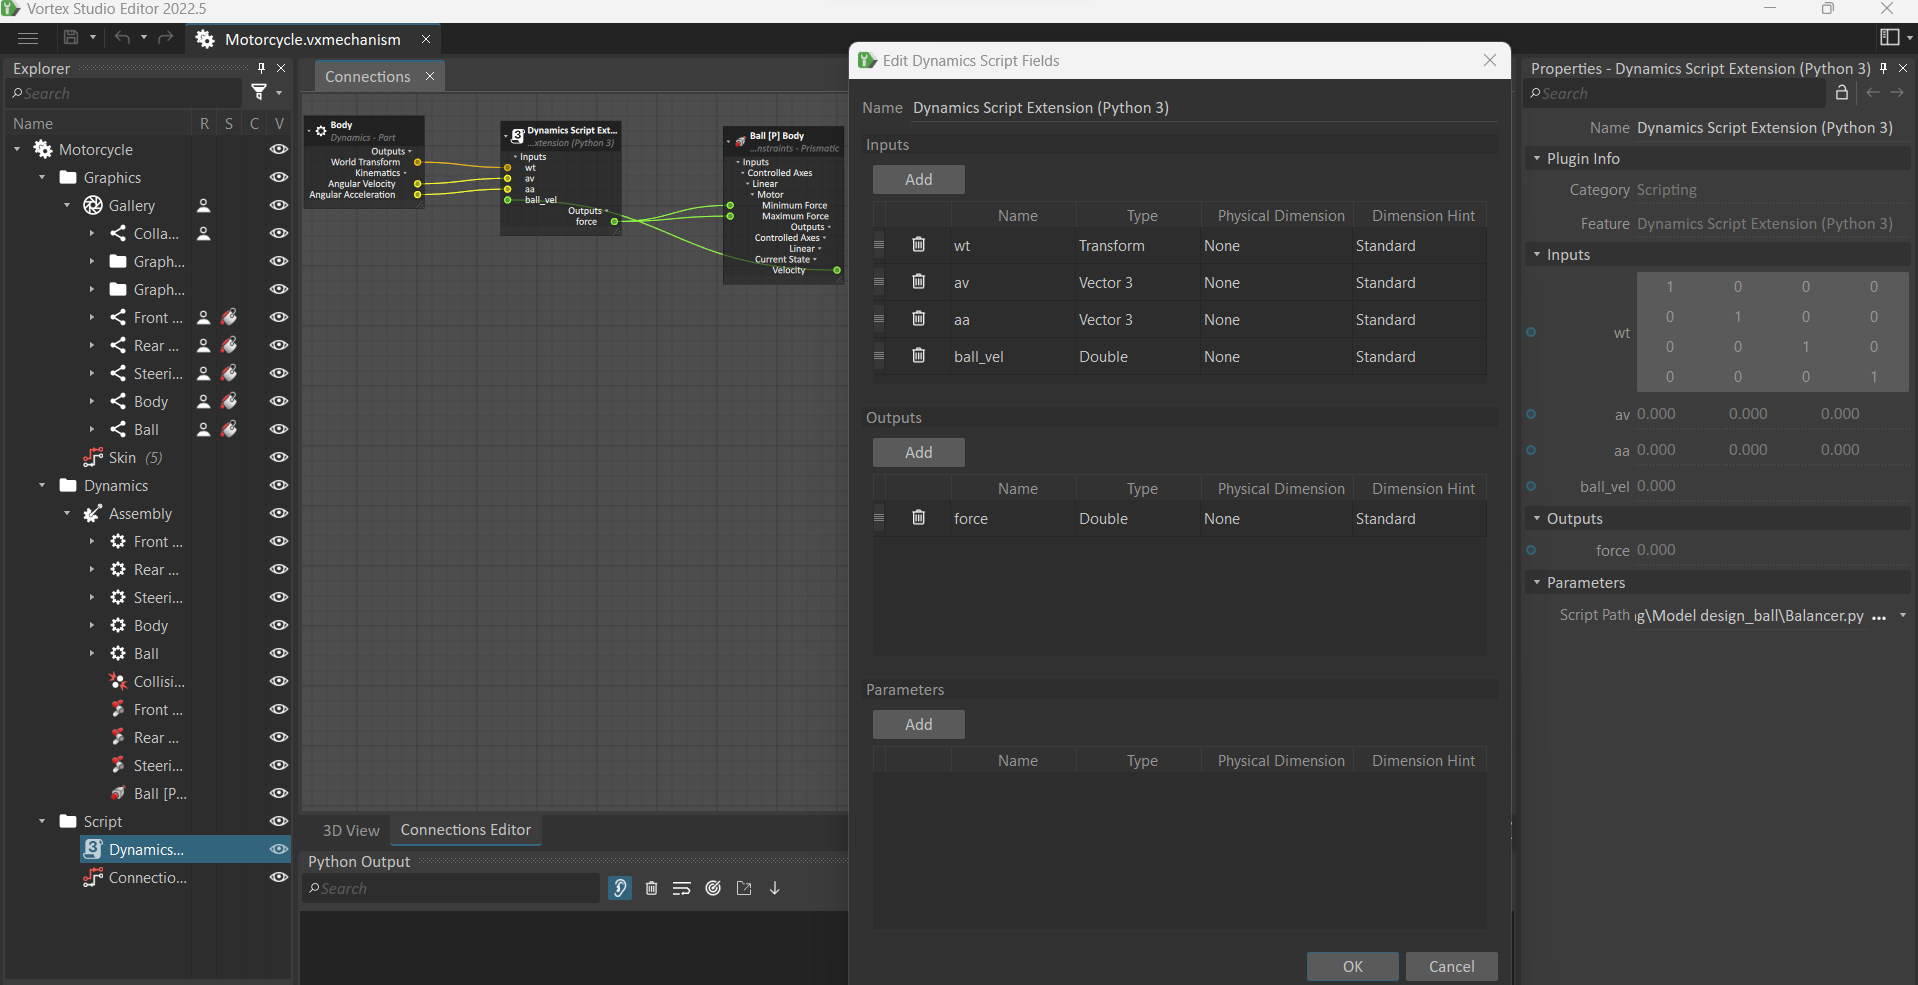 Vortex Studio Editor 2022.5
Motorcycle.vxmechanism
Explorer
Search
Name R S C V
Motorcycle
Graphics
Gallery
Colla...
Graph...
Graph...
Front ...
Rear ...
Steeri...
Body
Ball
Skin (5)
Dynamics
Assembly
Front ...
Rear ...
Steeri...
Body
Ball
Collisi...
Front ...
Rear ...
Steeri...
Ball [P...
Script
Dynamics...
Connectio...
Connections
Body
Dynamics - Part
Outputs
World Transform
Kinematics
Angular Velocity
Angular Acceleration
Dynamics Script Ext...
...xtension (Python 3)
Inputs
wt
av
aa
ball_vel
Outputs
force
Ball [P] Body
...nstraints - Prismatic
Inputs
Controlled Axes
Linear
Motor
Minimum Force
Maximum Force
Outputs
Controlled Axes
Linear
Current State
Velocity
3D View
Connections Editor
Python Output
Search
Edit Dynamics Script Fields
Name Dynamics Script Extension (Python 3)
Inputs
Add
Name Type Physical Dimension Dimension Hint
wt Transform None Standard
av Vector 3 None Standard
aa Vector 3 None Standard
ball_vel Double None Standard
Outputs
Add
Name Type Physical Dimension Dimension Hint
force Double None Standard
Parameters
Add
Name Type Physical Dimension Dimension Hint
OK
Cancel
Properties - Dynamics Script Extension (Python 3)
Search
Name Dynamics Script Extension (Python 3)
Plugin Info
Category Scripting
Feature Dynamics Script Extension (Python 3)
Inputs
wt
1 0 0 0
0 1 0 0
0 0 1 0
0 0 0 1
av 0.000 0.000 0.000
aa 0.000 0.000 0.000
ball_vel 0.000
Outputs
force 0.000
Parameters
Script Path g\Model design_ball\Balancer.py ...